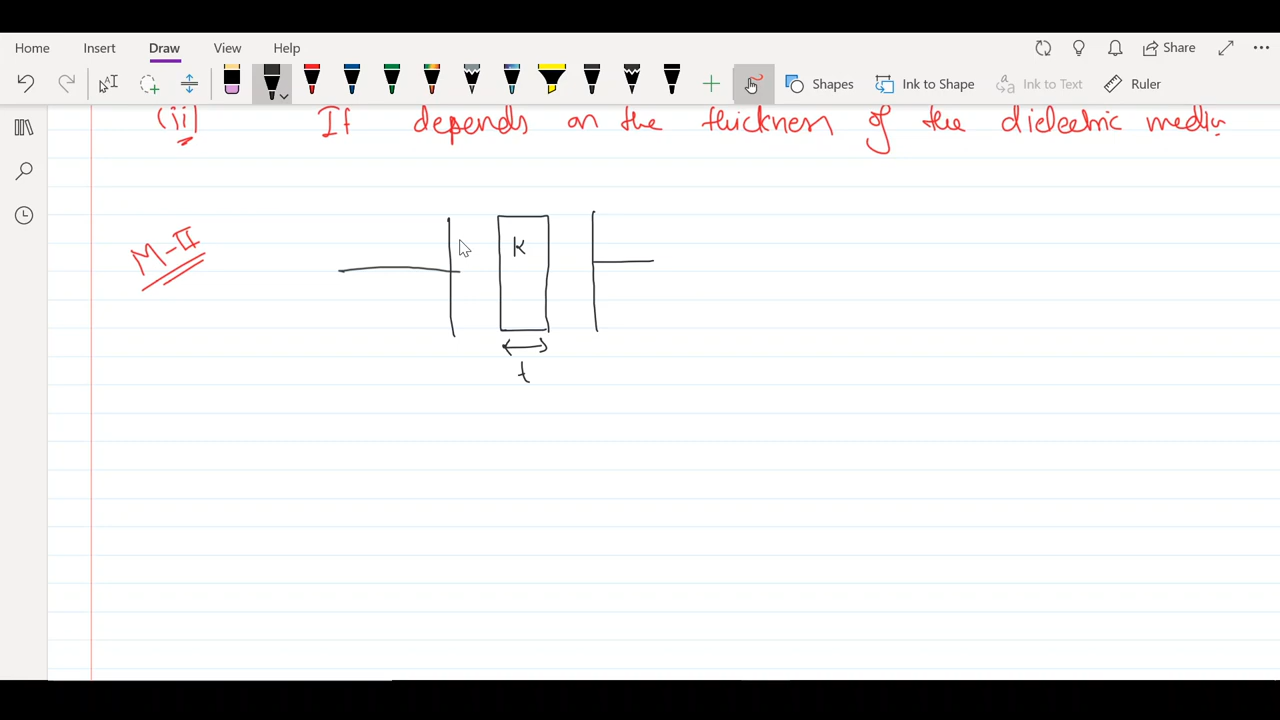 Home Insert Draw View Help Share
Shapes Ink to Shape Ink to Text Ruler
(ii) If depends on the thickness of the dielectric mediu
M-II
K
t